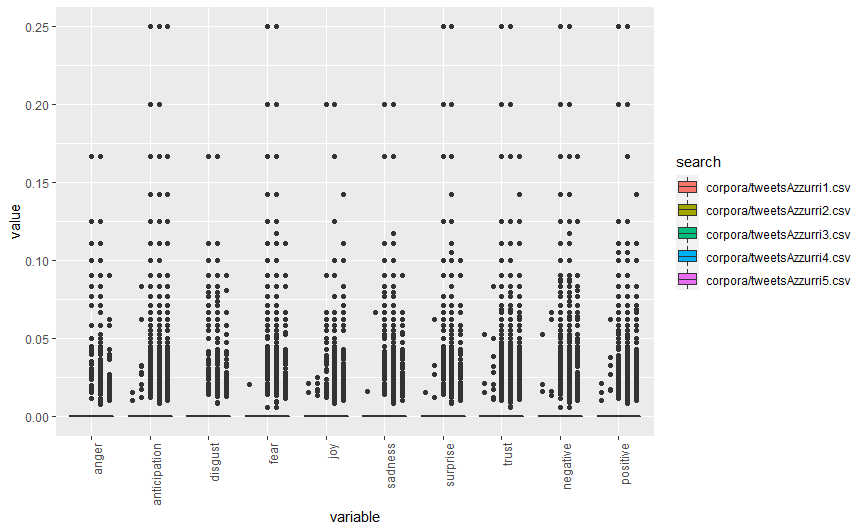 0.25
0.20
0.15
0.10
0.05
0.00
value
anger
anticipation
disgust
fear
joy
sadness
surprise
trust
negative
positive
variable
search
corpora/tweetsAzzurri1.csv
corpora/tweetsAzzurri2.csv
corpora/tweetsAzzurri3.csv
corpora/tweetsAzzurri4.csv
corpora/tweetsAzzurri5.csv